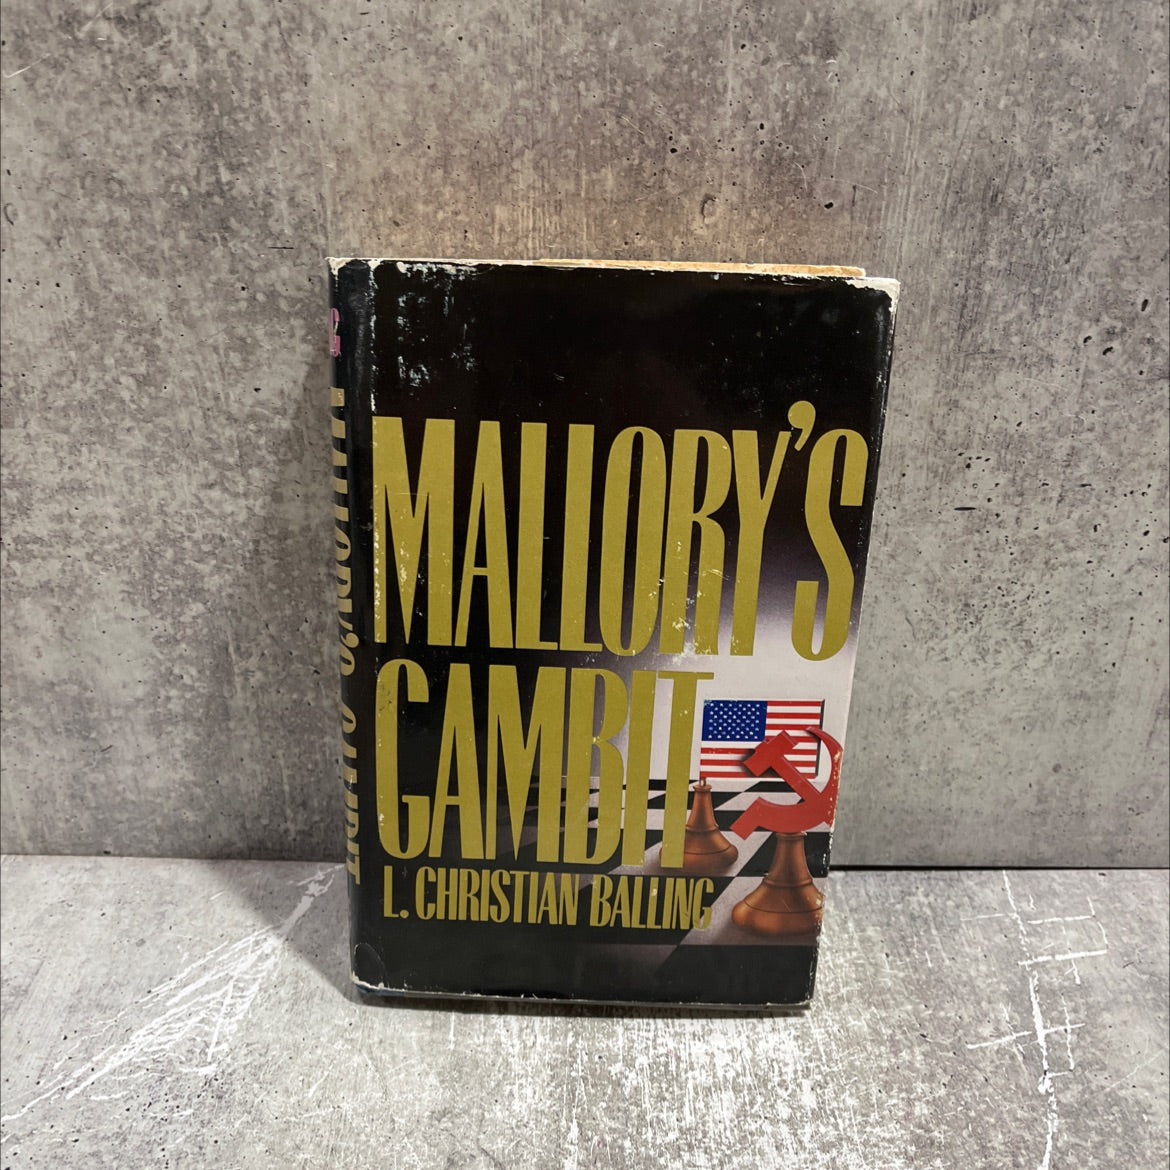 MALLORY'S
GAMBIT
L. CHRISTIAN BALLING
MALLORY'S GAMBIT